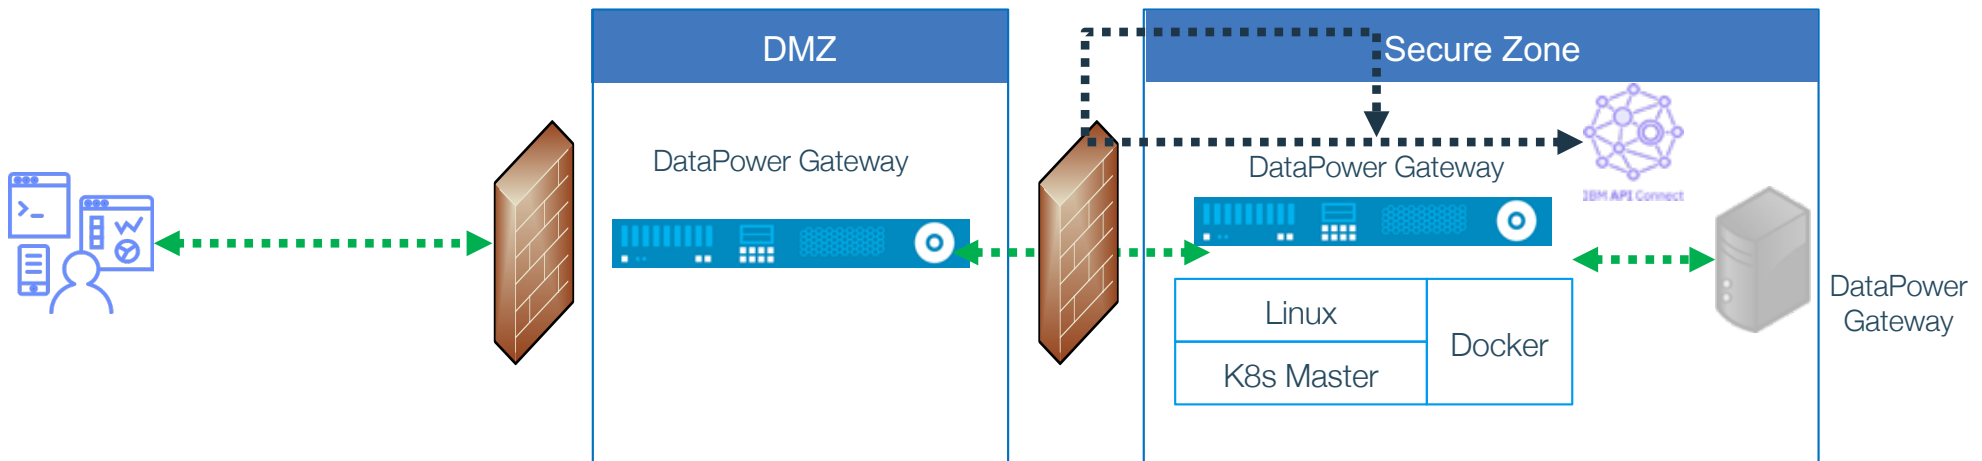 DMZ
Secure Zone
DataPower Gateway
DataPower Gateway
IBM API Connect
Linux
K8s Master
Docker
DataPower
Gateway